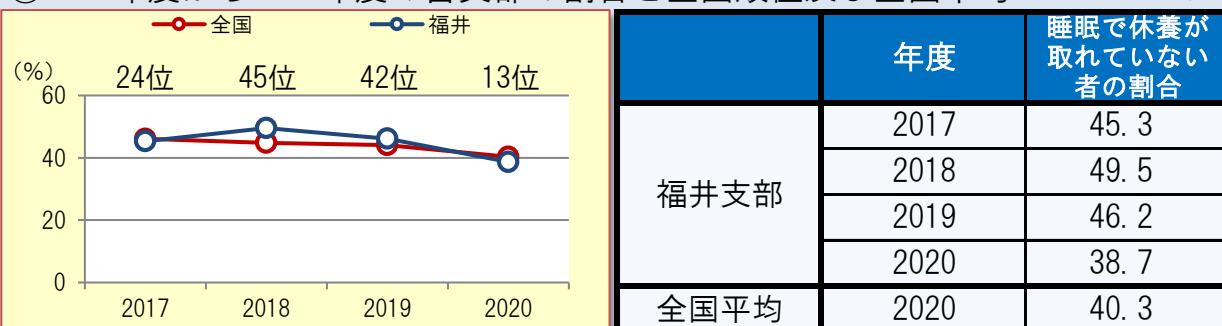 全国 福井
(%) 24位 45位 42位 13位
60
40
20
0
2017 2018 2019 2020
年度 睡眠で休養が
取れていない
者の割合
福井支部 2017 45.3
2018 49.5
2019 46.2
2020 38.7
全国平均 2020 40.3